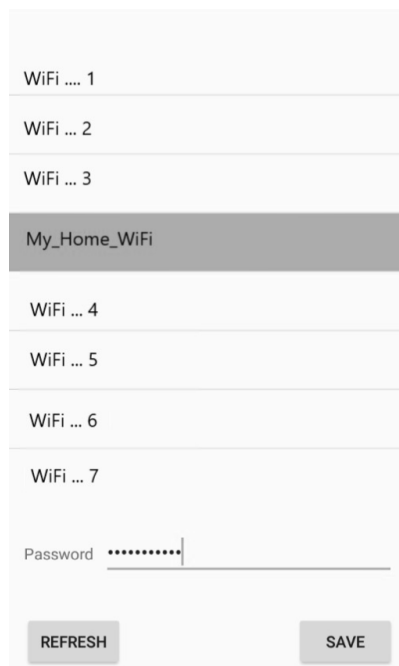 WiFi .... 1
WiFi ... 2
WiFi ... 3
My_Home_WiFi
WiFi ... 4
WiFi ... 5
WiFi ... 6
WiFi ... 7
Password •••••••••••
REFRESH SAVE